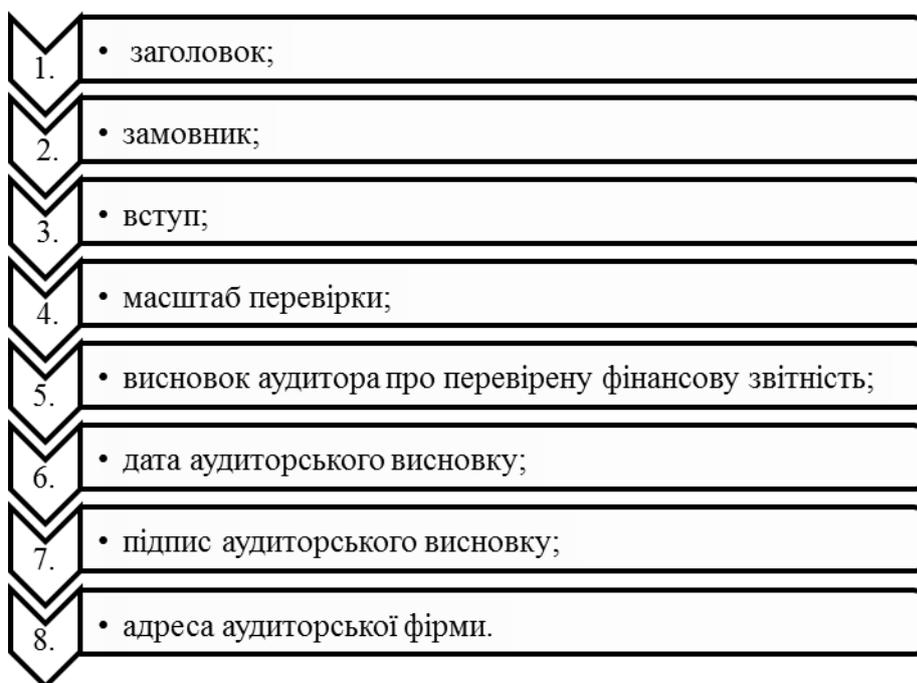 1. • заголовок;
2. • замовник;
3. • вступ;
4. • масштаб перевірки;
5. • висновок аудитора про перевірену фінансову звітність;
6. • дата аудиторського висновку;
7. • підпис аудиторського висновку;
8. • адреса аудиторської фірми.